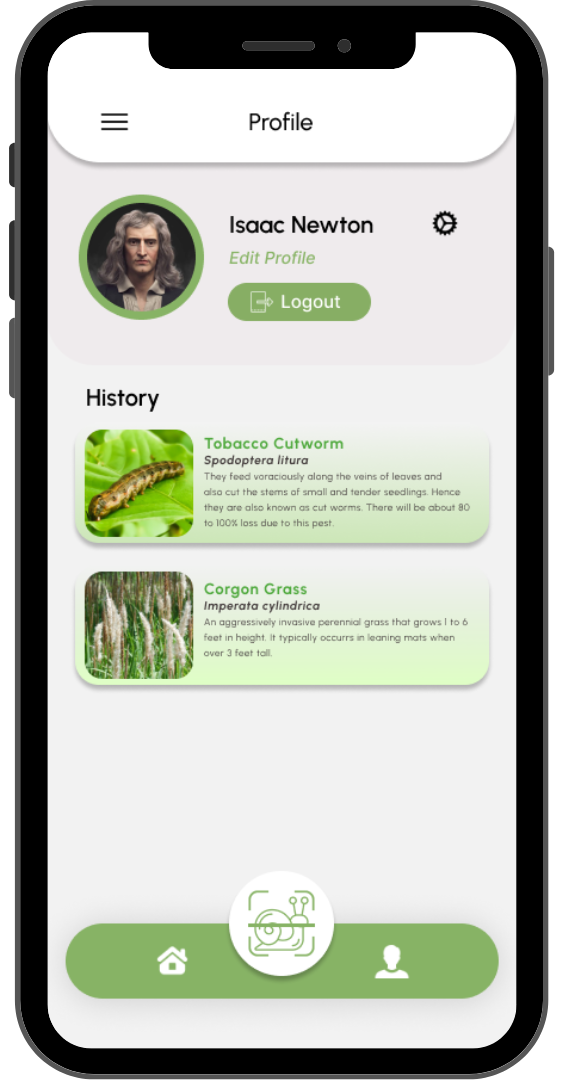 Profile
Isaac Newton
Edit Profile
Logout
History
Tobacco Cutworm
Spodoptera litura
They feed voraciously along the veins of leaves and
also cut the stems of small and tender seedlings. Hence
they are also known as cut worms. There will be about 80
to 100% loss due to this pest.
Corgon Grass
Imperata cylindrica
An aggressively invasive perennial grass that grows 1 to 6
feet in height. It typically occurrs in leaning mats when
over 3 feet tall.